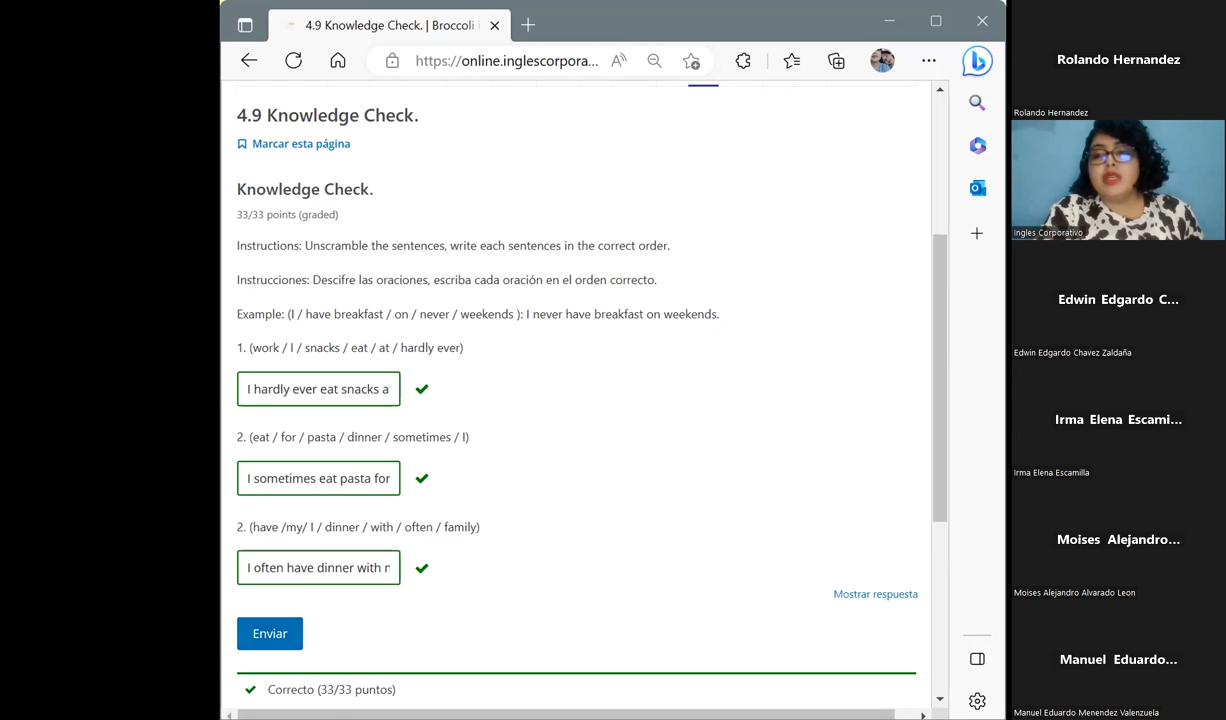 4.9 Knowledge Check. | Broccoli i
https://online.inglescorpora...
4.9 Knowledge Check.
Marcar esta página
Knowledge Check.
33/33 points (graded)
Instructions: Unscramble the sentences, write each sentences in the correct order.
Instrucciones: Descifre las oraciones, escriba cada oración en el orden correcto.
Example: (I / have breakfast / on / never / weekends ): I never have breakfast on weekends.
1. (work / I / snacks / eat / at / hardly ever)
I hardly ever eat snacks a
2. (eat / for / pasta / dinner / sometimes / I)
I sometimes eat pasta for
2. (have /my/ I / dinner / with / often / family)
I often have dinner with
Mostrar respuesta
Enviar
Correcto (33/33 puntos)
Rolando Hernandez
Rolando Hernandez
Ingles Corporativo
Edwin Edgardo C...
Edwin Edgardo Chavez Zaldaña
Irma Elena Escami...
Irma Elena Escamilla
Moises Alejandro...
Moises Alejandro Alvarado Leon
Manuel Eduardo...
Manuel Eduardo Menendez Valenzuela